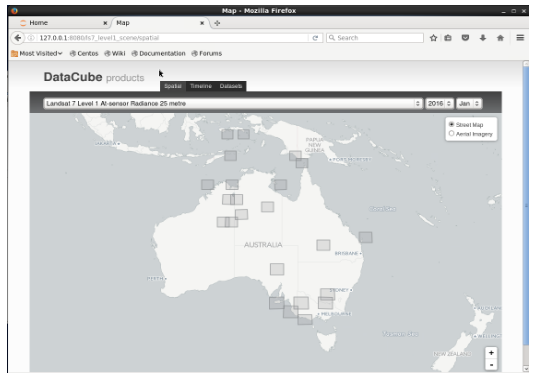 Map - Mozilla Firefox
Home
Map
127.0.0.1:8080/ls7_level1_scene/spatial
Search
Most Visited
Centos
Wiki
Documentation
Forums
DataCube products
Spatial Timeline Datasets
Landsat 7 Level 1 At-sensor Radiance 25 metre
2016
Jan
Street Map
Aerial Imagery
JAKARTA
PAPUA
NEW
GUINEA
PORT MORESBY
Coral Sea
AUSTRALIA
BRISBANE
PERTH
SYDNEY
MELBOURNE
Tasman Sea
NEW ZEALAND
+
-